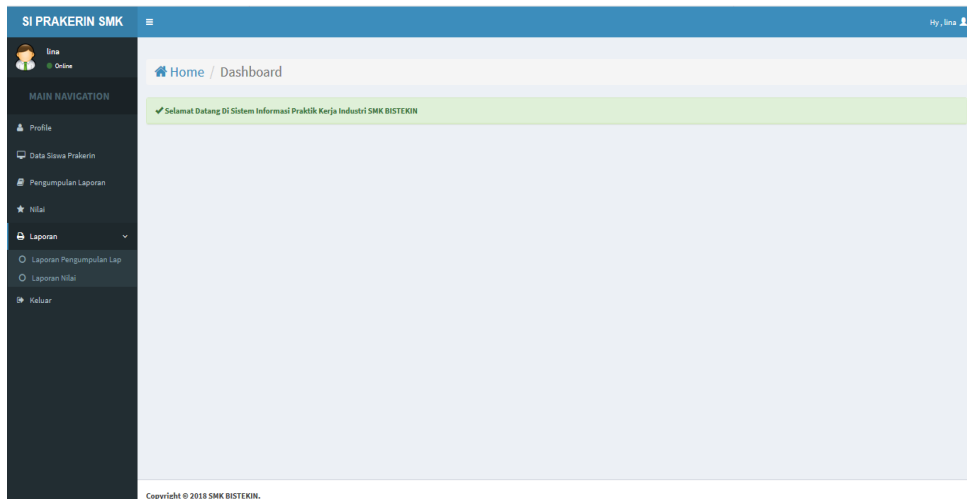 SI PRAKERIN SMK
Hy , lina
lina
Online
MAIN NAVIGATION
Profile
Data Siswa Prakerin
Pengumpulan Laporan
Nilai
Laporan
Laporan Pengumpulan Lap
Laporan Nilai
Keluar
Home / Dashboard
Selamat Datang Di Sistem Informasi Praktik Kerja Industri SMK BISTEKIN
Copyright © 2018 SMK BISTEKIN.